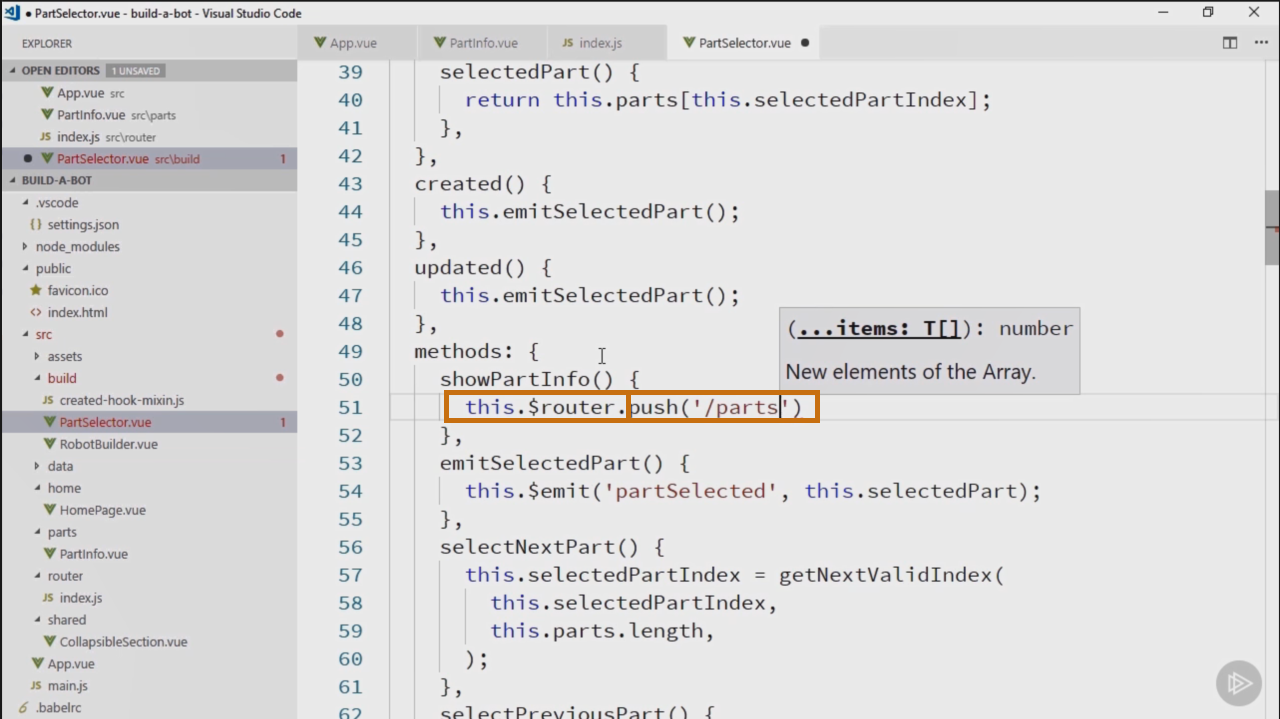 ● PartSelector.vue - build-a-bot - Visual Studio Code
EXPLORER
App.vue
PartInfo.vue
JS index.js
PartSelector.vue ●
OPEN EDITORS 1 UNSAVED
App.vue src
PartInfo.vue src\parts
JS index.js src\router
● PartSelector.vue src\build 1
BUILD-A-BOT
.vscode
{} settings.json
node_modules
public
favicon.ico
<> index.html
src
assets
build
JS created-hook-mixin.js
PartSelector.vue 1
RobotBuilder.vue
data
home
HomePage.vue
parts
PartInfo.vue
router
JS index.js
shared
CollapsibleSection.vue
App.vue
JS main.js
.babelrc
39 selectedPart() {
40 return this.parts[this.selectedPartIndex];
41 },
42 },
43 created() {
44 this.emitSelectedPart();
45 },
46 updated() {
47 this.emitSelectedPart();
48 },
49 methods: {
50 showPartInfo() {
51 this.$router.push('/parts')
52 },
53 emitSelectedPart() {
54 this.$emit('partSelected', this.selectedPart);
55 },
56 selectNextPart() {
57 this.selectedPartIndex = getNextValidIndex(
58 this.selectedPartIndex,
59 this.parts.length,
60 );
61 },
62 selectPreviousPart() {
(...items: T[]): number
New elements of the Array.